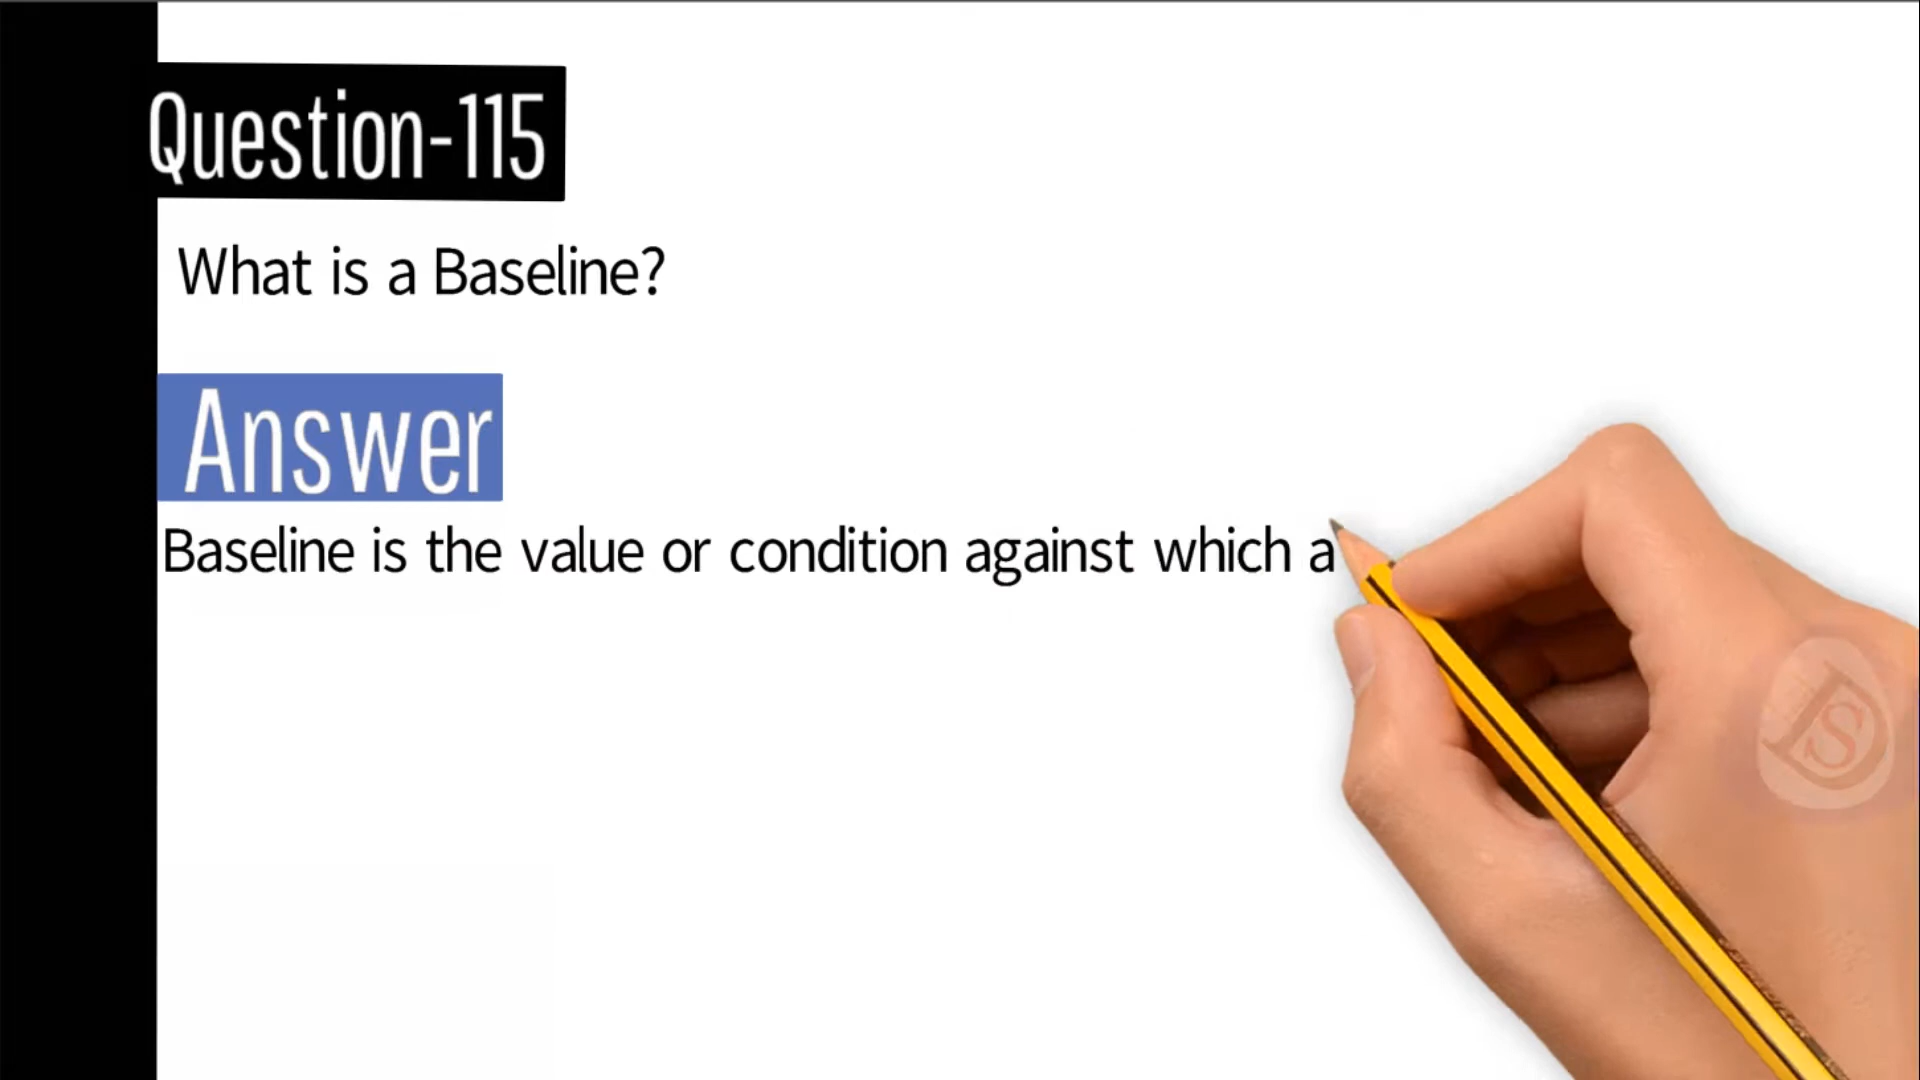 Question-115
What is a Baseline?
Answer
Baseline is the value or condition against which a